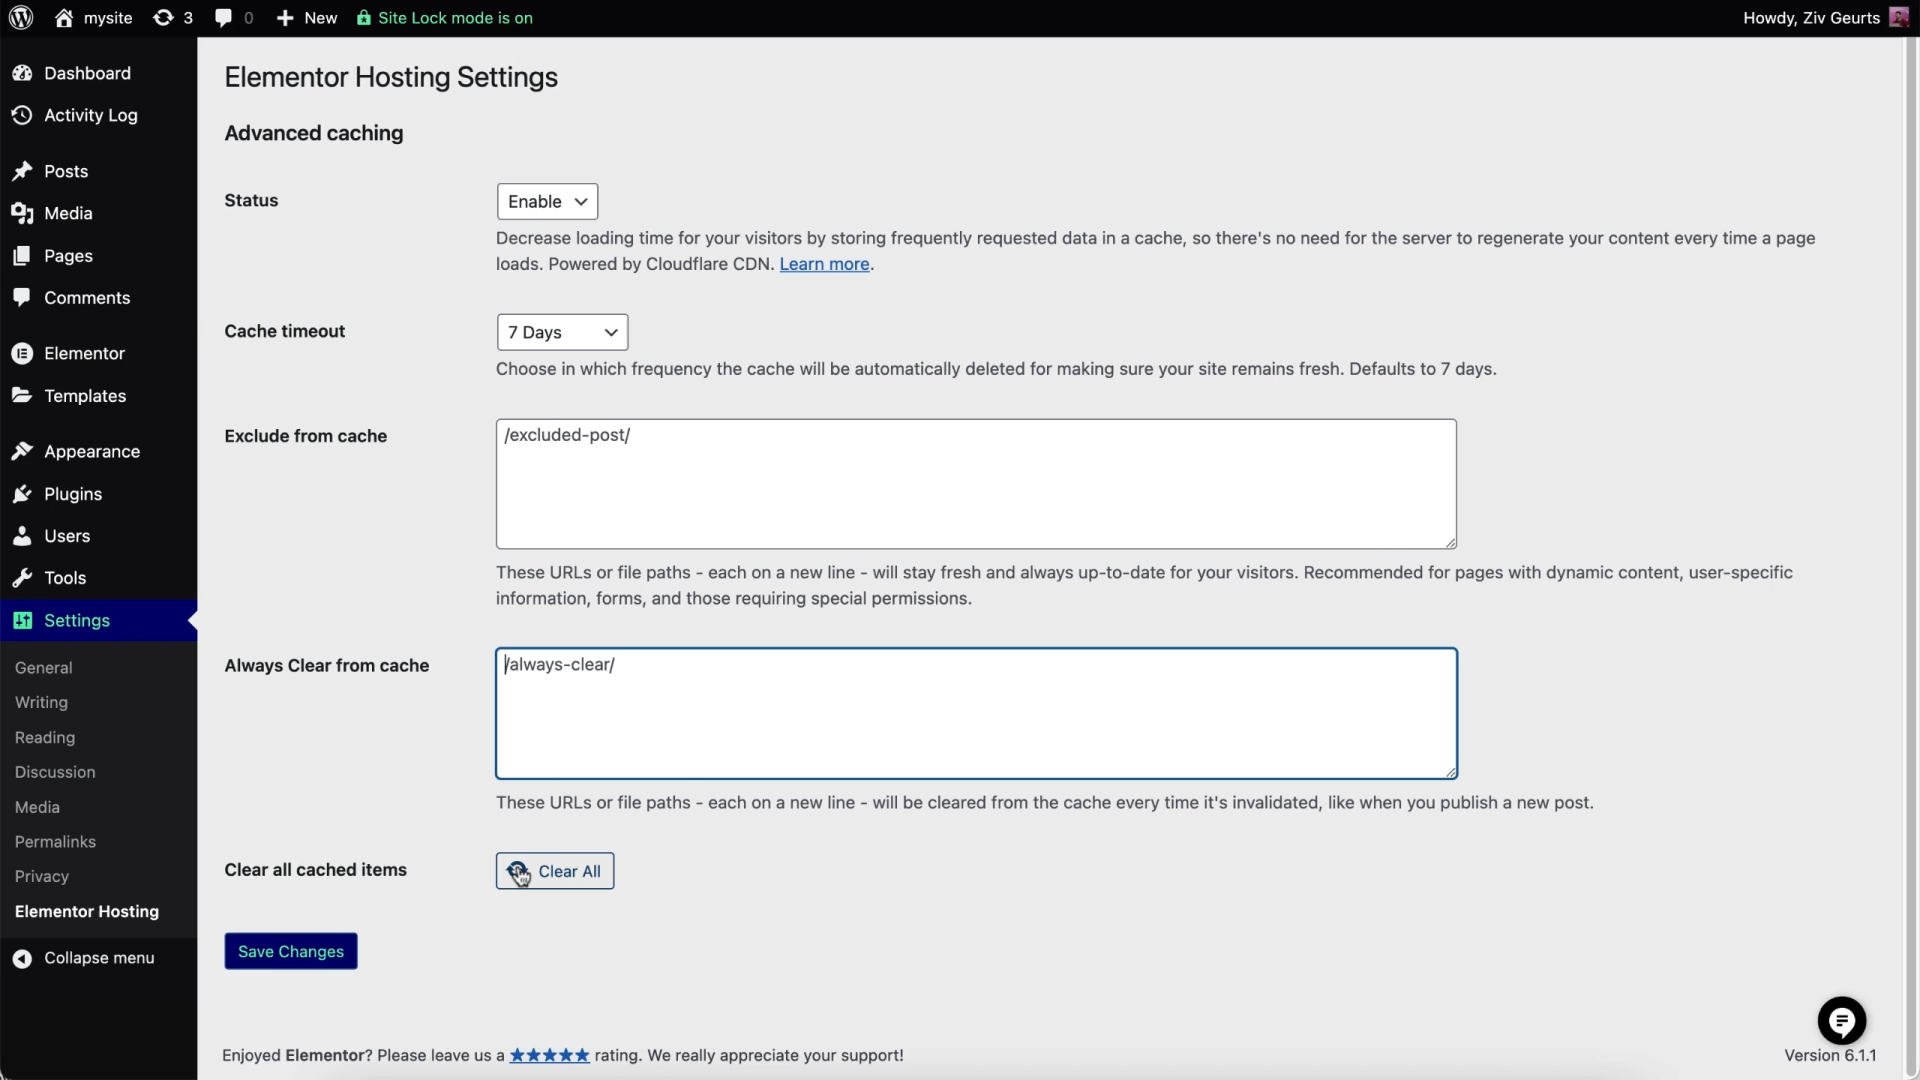 mysite
3
0
New
Site Lock mode is on
Howdy, Ziv Geurts
Dashboard
Activity Log
Posts
Media
Pages
Comments
Elementor
Templates
Appearance
Plugins
Users
Tools
Settings
General
Writing
Reading
Discussion
Media
Permalinks
Privacy
Elementor Hosting
Collapse menu
Elementor Hosting Settings
Advanced caching
Status
Enable
Decrease loading time for your visitors by storing frequently requested data in a cache, so there's no need for the server to regenerate your content every time a page
loads. Powered by Cloudflare CDN. Learn more.
Cache timeout
7 Days
Choose in which frequency the cache will be automatically deleted for making sure your site remains fresh. Defaults to 7 days.
Exclude from cache
/excluded-post/
These URLs or file paths - each on a new line - will stay fresh and always up-to-date for your visitors. Recommended for pages with dynamic content, user-specific
information, forms, and those requiring special permissions.
Always Clear from cache
/always-clear/
These URLs or file paths - each on a new line - will be cleared from the cache every time it's invalidated, like when you publish a new post.
Clear all cached items
Clear All
Save Changes
Enjoyed Elementor? Please leave us a ★★★★★ rating. We really appreciate your support!
Version 6.1.1